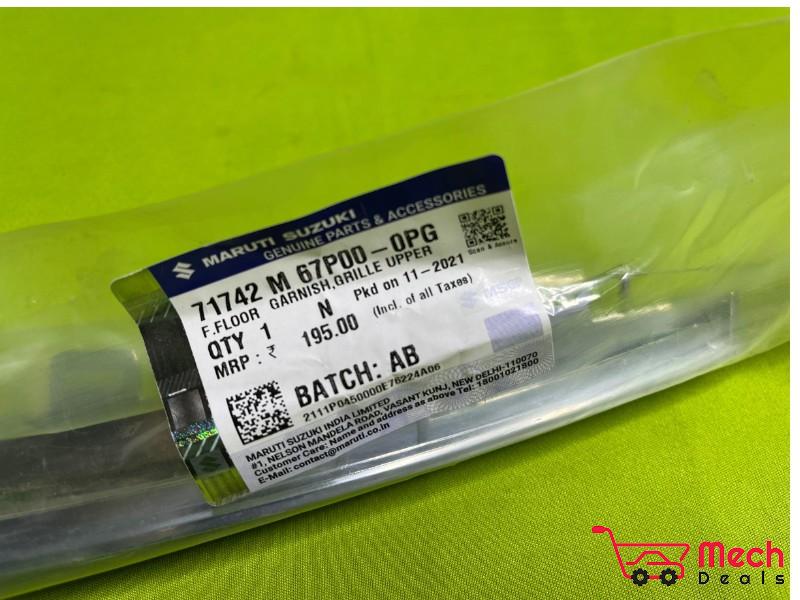 MARUTI SUZUKI
GENUINE PARTS & ACCESSORIES
71742 M 67P00-0PG
Scan & Assure
F.FLOOR GARNISH,GRILLE UPPER
QTY 1 N Pkd on 11-2021
MRP : ₹ 195.00 (Incl. of all Taxes)
BATCH: AB
2111P0450000E76224A06
MARUTI SUZUKI INDIA LIMITED
#1, NELSON MANDELA ROAD, VASANT KUNJ, NEW DELHI-110070
Customer Care: Name and address as above Tel: 18001021800
E-Mail: contact@maruti.co.in
Mech
Deals